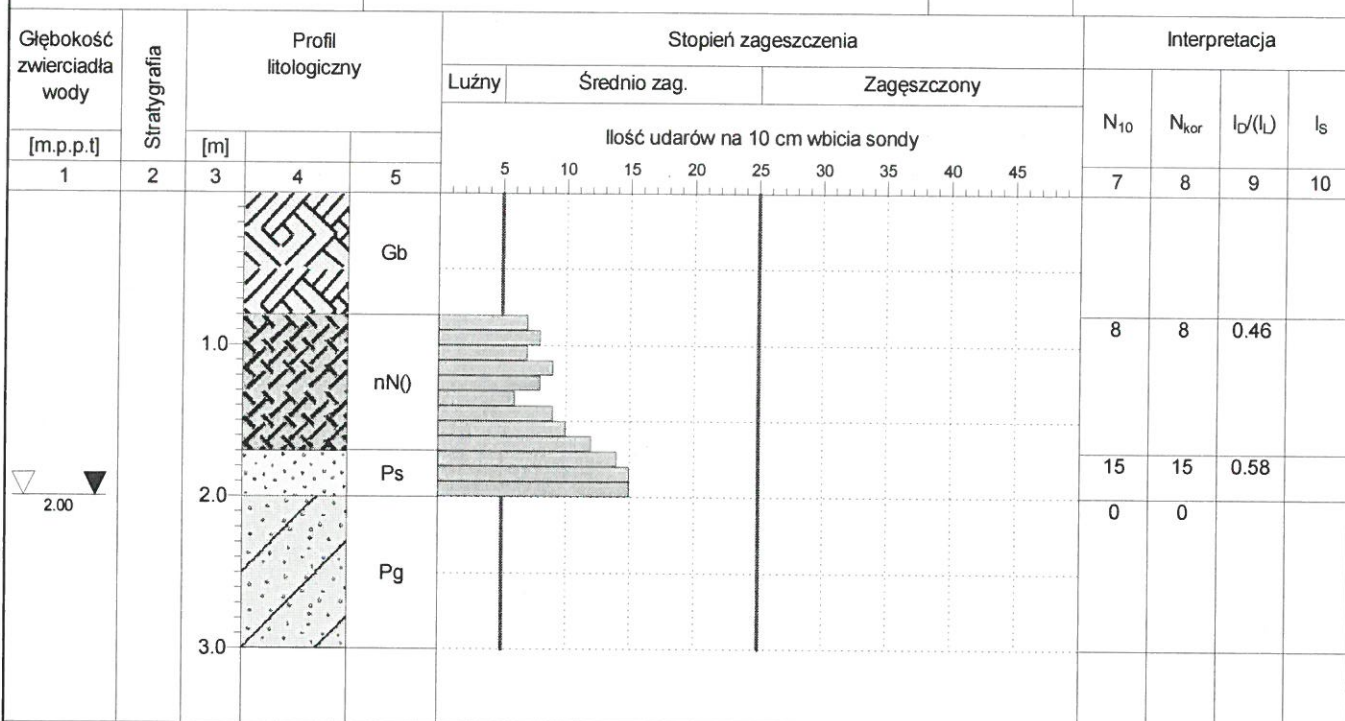 Głębokość zwierciadła wody
[m.p.p.t]
Stratygrafia
Profil litologiczny
[m]
Stopień zageszczenia
Luźny Średnio zag. Zagęszczony
Ilość udarów na 10 cm wbicia sondy
Interpretacja
N10 Nkor ID/(IL) IS
1 2 3 4 5 7 8 9 10
5 10 15 20 25 30 35 40 45
Gb
1.0
nN()
8 8 0.46
Ps
15 15 0.58
2.00
2.0
0 0
Pg
3.0